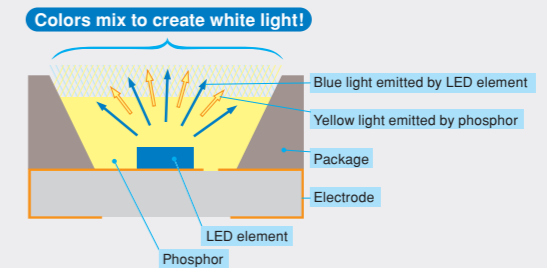 Colors mix to create white light!
Blue light emitted by LED element
Yellow light emitted by phosphor
Package
Electrode
LED element
Phosphor